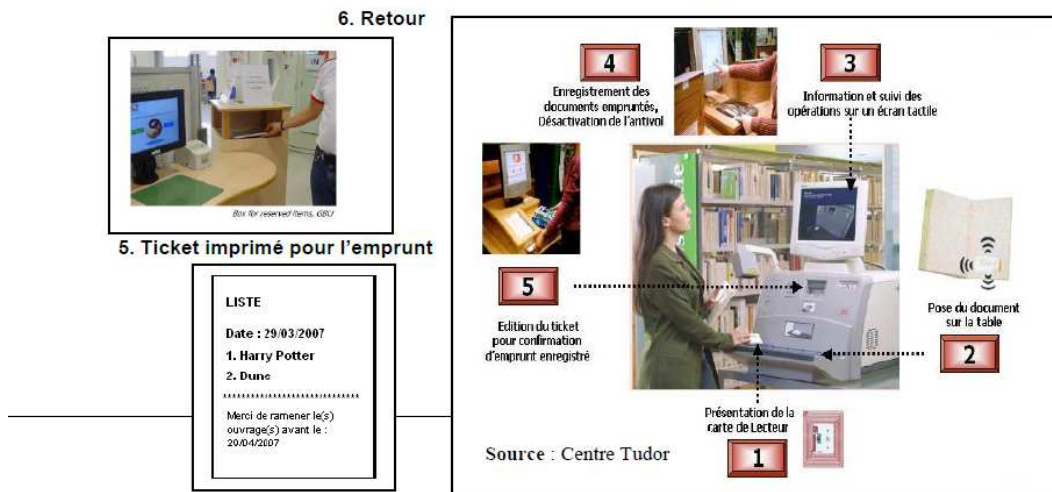 6. Retour
Box for reserved items, GBU
5. Ticket imprimé pour l'emprunt
LISTE
Date : 29/03/2007
1. Harry Potter
2. Dune
******************************
Merci de ramener le(s)
ouvrage(s) avant le :
29/04/2007
4
Enregistrement des
documents empruntés,
Désactivation de l'antivol
3
Information et suivi des
opérations sur un écran tactile
5
Edition du ticket
pour confirmation
d'emprunt enregistré
Pose du document
sur la table
2
Présentation de la
carte de Lecteur
1
Source : Centre Tudor